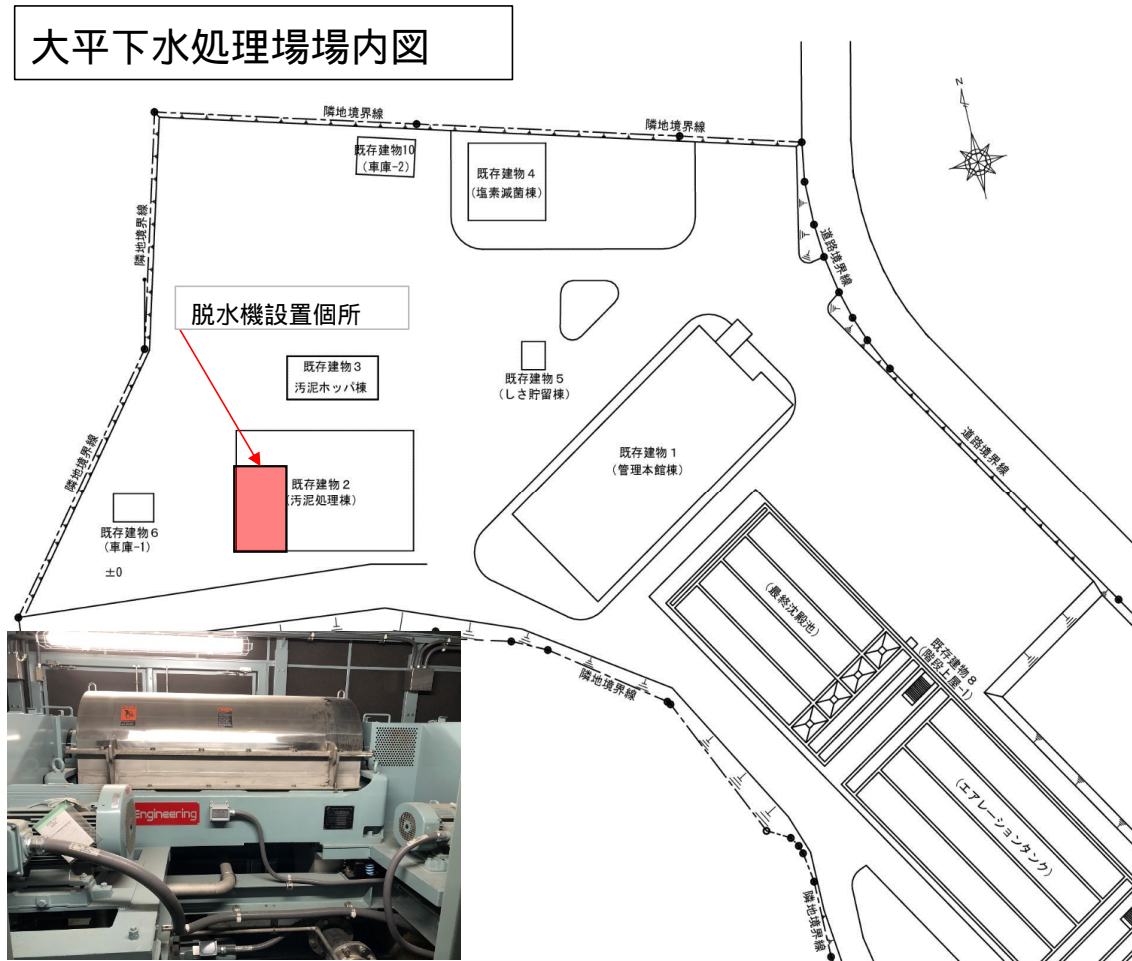 大平下水処理場場内図
N
隣地境界線
隣地境界線
既存建物10
(車庫-2)
既存建物4
(塩素滅菌棟)
隣地境界線
道路境界線
脱水機設置個所
既存建物3
汚泥ホッパ棟
既存建物5
(しさ貯留棟)
既存建物1
(管理本館棟)
道路境界線
隣地境界線
既存建物2
(汚泥処理棟)
既存建物6
(車庫-1)
±0
(最終沈殿池)
既存建物8
(階段上屋-1)
隣地境界線
(エアレーションタンク)
隣地境界線
Engineering